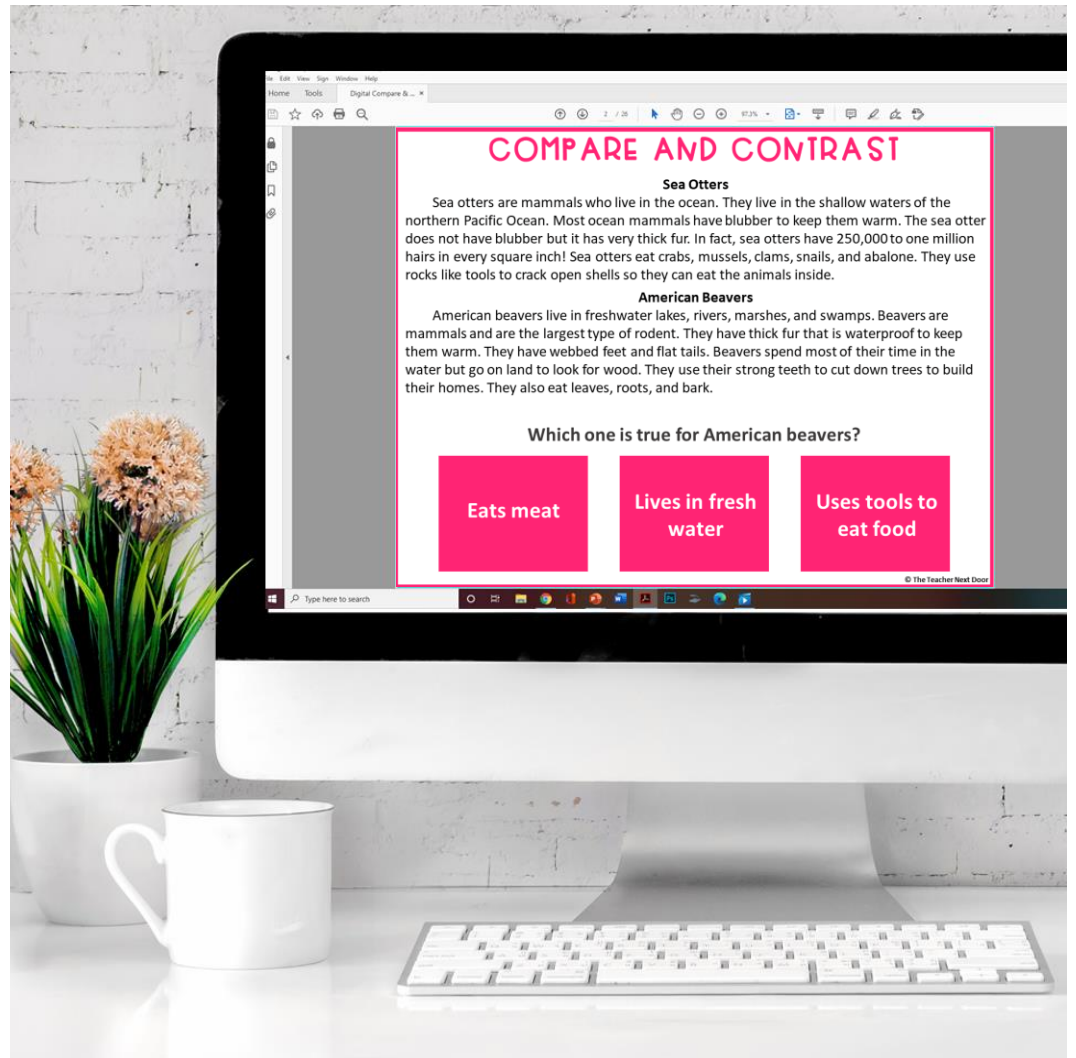 File Edit View Sign Window Help
Home Tools Digital Compare & ... ×
2 / 26 97.3%
COMPARE AND CONTRAST
Sea Otters
Sea otters are mammals who live in the ocean. They live in the shallow waters of the
northern Pacific Ocean. Most ocean mammals have blubber to keep them warm. The sea otter
does not have blubber but it has very thick fur. In fact, sea otters have 250,000 to one million
hairs in every square inch! Sea otters eat crabs, mussels, clams, snails, and abalone. They use
rocks like tools to crack open shells so they can eat the animals inside.
American Beavers
American beavers live in freshwater lakes, rivers, marshes, and swamps. Beavers are
mammals and are the largest type of rodent. They have thick fur that is waterproof to keep
them warm. They have webbed feet and flat tails. Beavers spend most of their time in the
water but go on land to look for wood. They use their strong teeth to cut down trees to build
their homes. They also eat leaves, roots, and bark.
Which one is true for American beavers?
Eats meat
Lives in fresh
water
Uses tools to
eat food
© The Teacher Next Door
Type here to search